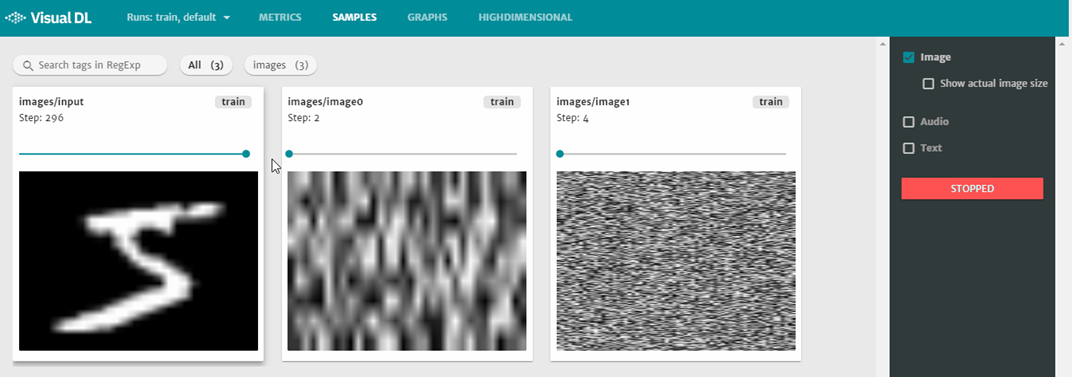 Visual DL Runs: train, default METRICS SAMPLES GRAPHS HIGHDIMENSIONAL
Search tags in RegExp All (3) images (3)
images/input train
Step: 296
images/image0 train
Step: 2
images/image1 train
Step: 4
5
Image
Show actual image size
Audio
Text
STOPPED